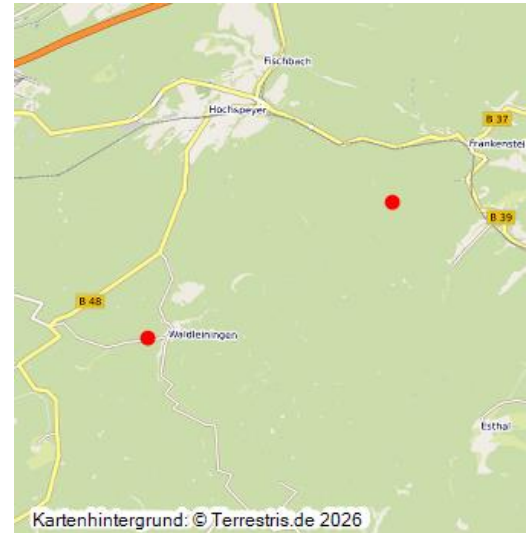 Fischbach
Hochspeyer
B 37
Frankenstei
B 39
B 48
Waldleiningen
Esthal
Kartenhintergrund: © Terrestris.de 2026